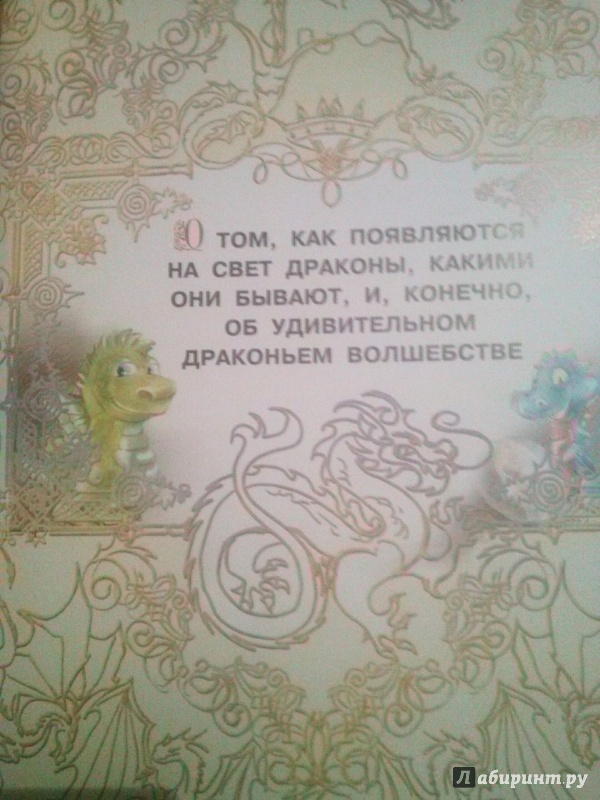 О ТОМ, КАК ПОЯВЛЯЮТСЯ
НА СВЕТ ДРАКОНЫ, КАКИМИ
ОНИ БЫВАЮТ, И, КОНЕЧНО,
ОБ УДИВИТЕЛЬНОМ
ДРАКОНЬЕМ ВОЛШЕБСТВЕ
Лабиринт.ру